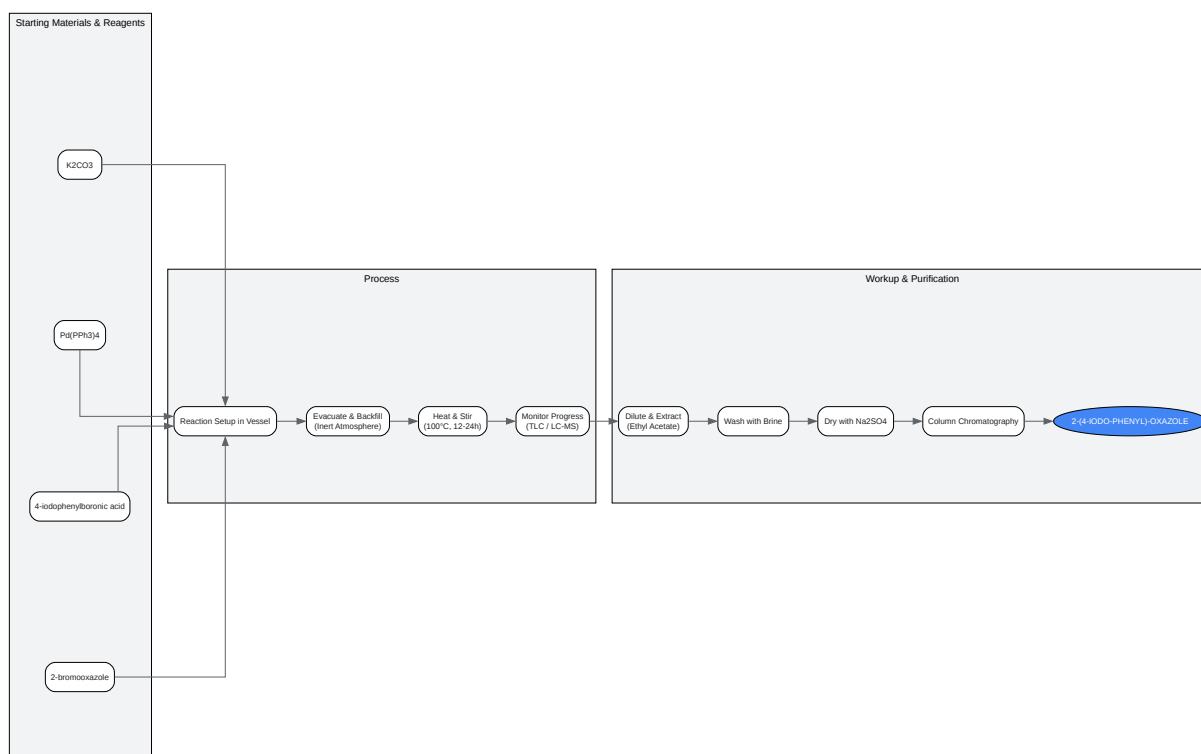 Starting Materials & Reagents
K2CO3
Pd(PPh3)4
4-iodophenylboronic acid
2-bromooxazole
Process
Reaction Setup in Vessel
Evacuate & Backfill
(Inert Atmosphere)
Heat & Stir
(100°C, 12-24h)
Monitor Progress
(TLC / LC-MS)
Workup & Purification
Dilute & Extract
(Ethyl Acetate)
Wash with Brine
Dry with Na2SO4
Column Chromatography
2-(4-IODO-PHENYL)-OXAZOLE